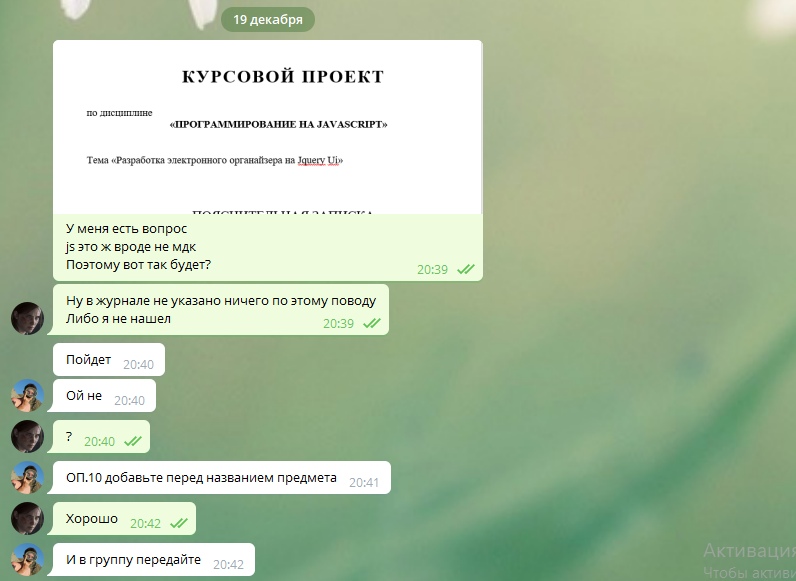 19 декабря
КУРСОВОЙ ПРОЕКТ
по дисциплине
«ПРОГРАММИРОВАНИЕ НА JAVASCRIPT»
Тема «Разработка электронного органайзера на Jquery Ui»
ПОЯСНИТЕЛЬНАЯ ЗАПИСКА
У меня есть вопрос
js это ж вроде не мдк
Поэтому вот так будет?
20:39
Ну в журнале не указано ничего по этому поводу
Либо я не нашел
20:39
Пойдет 20:40
Ой не 20:40
? 20:40
ОП.10 добавьте перед названием предмета 20:41
Хорошо 20:42
И в группу передайте 20:42
Активация
Чтобы активи